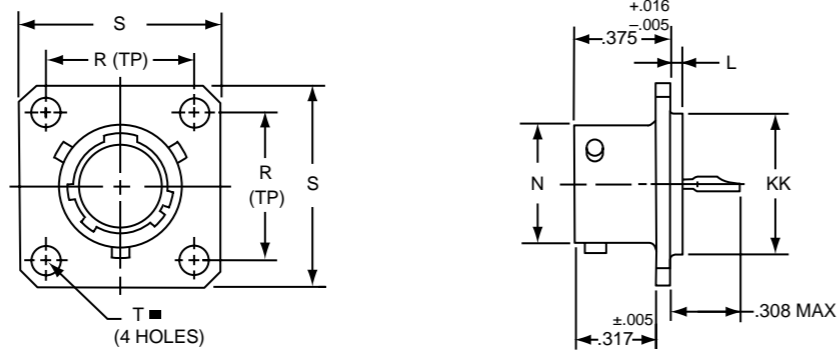 S
R (TP)
R
(TP)
S
T ■
(4 HOLES)
+.016
–.005
.375
L
N
KK
.308 MAX
±.005
.317